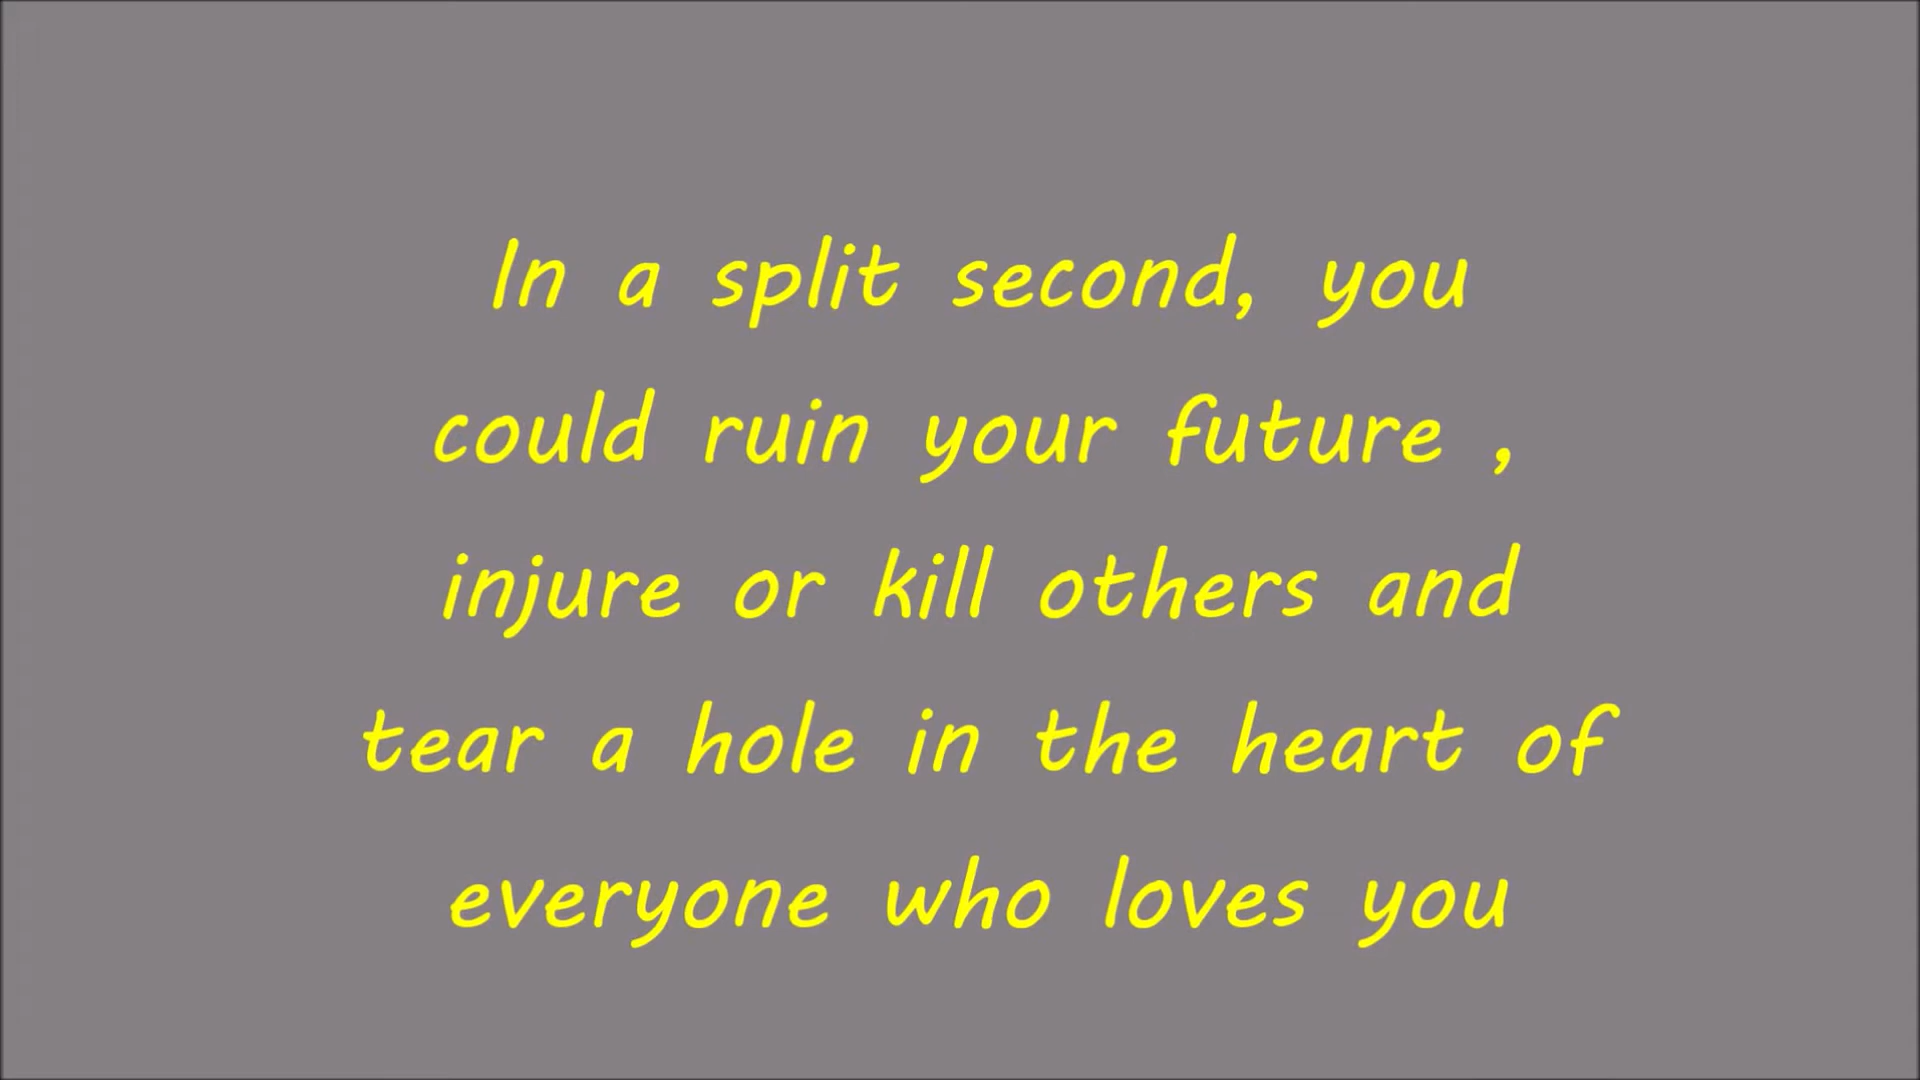 In a split second, you
could ruin your future ,
injure or kill others and
tear a hole in the heart of
everyone who loves you